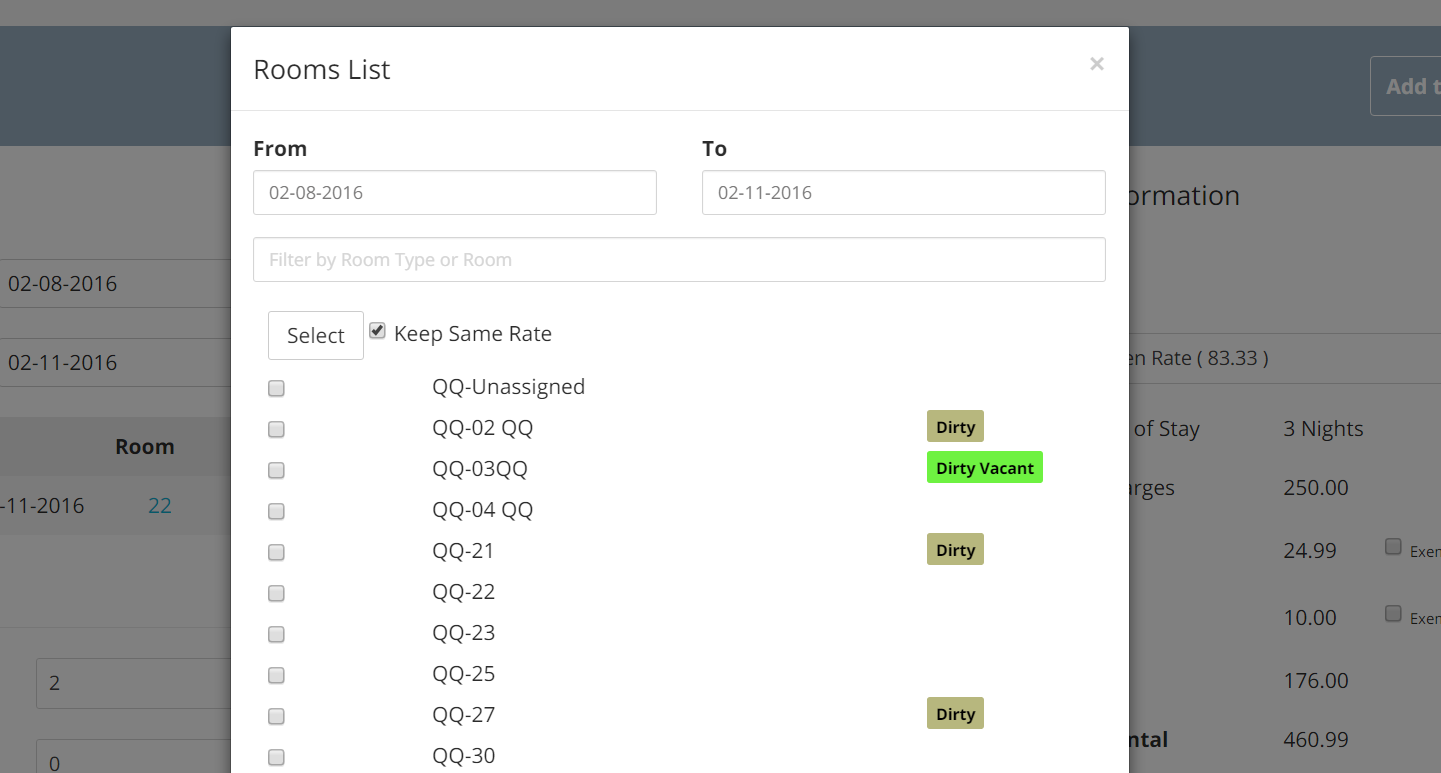 Rooms List ×
Add t
From To
02-08-2016 02-11-2016
ormation
Filter by Room Type or Room
02-08-2016
Select Keep Same Rate
02-11-2016
en Rate ( 83.33 )
QQ-Unassigned
QQ-02 QQ Dirty
of Stay 3 Nights
Room
QQ-03QQ Dirty Vacant
arges 250.00
-11-2016 22
QQ-04 QQ
QQ-21 Dirty
24.99 Exem
QQ-22
10.00 Exem
QQ-23
QQ-25
2
176.00
QQ-27 Dirty
ntal 460.99
QQ-30
0